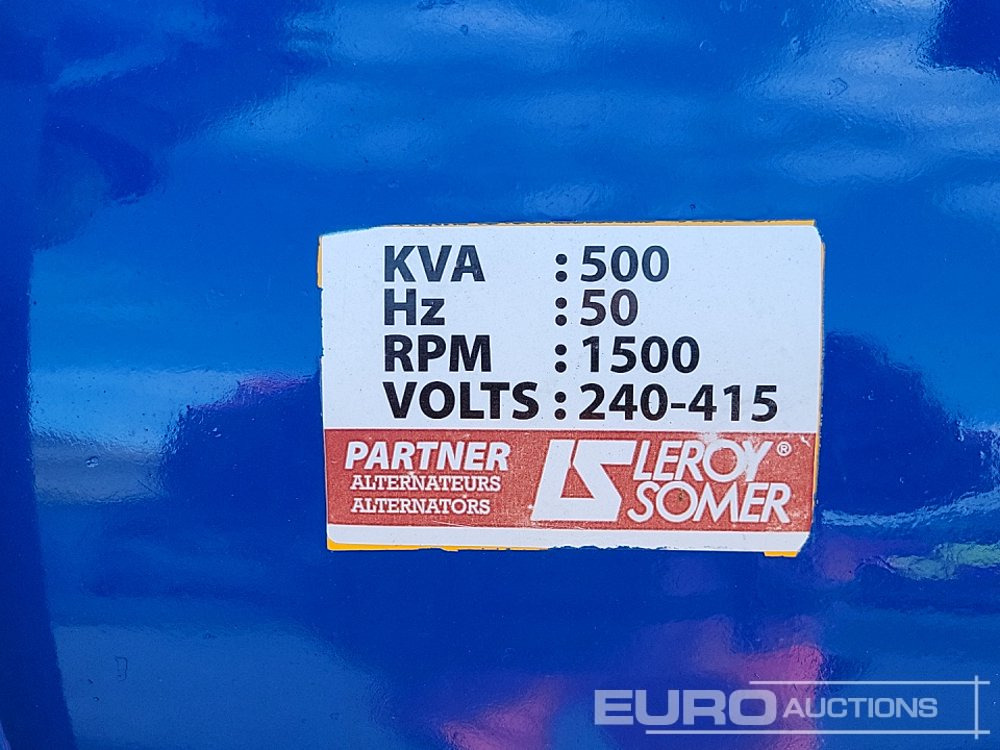 KVA : 500
Hz : 50
RPM : 1500
VOLTS : 240-415
PARTNER
ALTERNATEURS
ALTERNATORS
LEROY®
SOMER
EURO AUCTIONS